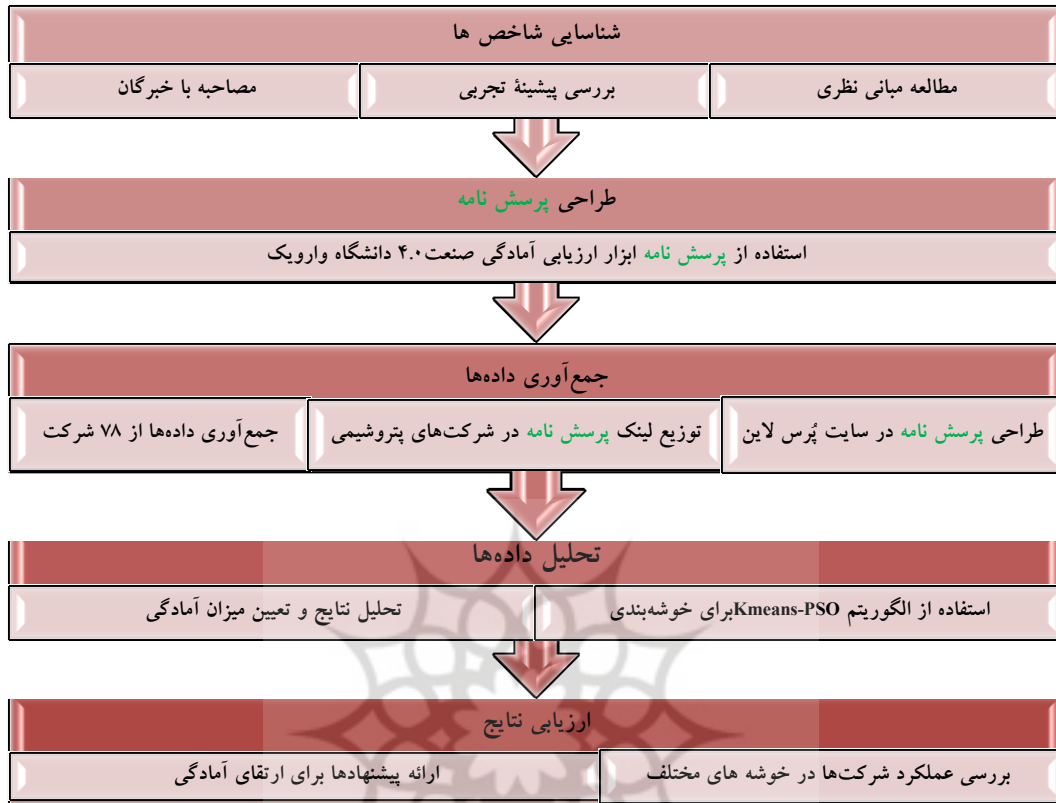 شناسایی شاخص ها
مطالعه مبانی نظری
بررسی پیشینۀ تجربی
مصاحبه با خبرگان
طراحی پرسش نامه
استفاده از پرسش نامه ابزار ارزیابی آمادگی صنعت۴.۰ دانشگاه وارویک
جمع‌آوری داده‌ها
طراحی پرسش نامه در سایت پُرس لاین
توزیع لینک پرسش نامه در شرکت‌های پتروشیمی
جمع‌آوری داده‌ها از ۷۸ شرکت
تحلیل داده‌ها
استفاده از الگوریتم Kmeans-PSOبرای خوشه‌بندی
تحلیل نتایج و تعیین میزان آمادگی
ارزیابی نتایج
بررسی عملکرد شرکت‌ها در خوشه های مختلف
ارائه پیشنهادها برای ارتقای آمادگی